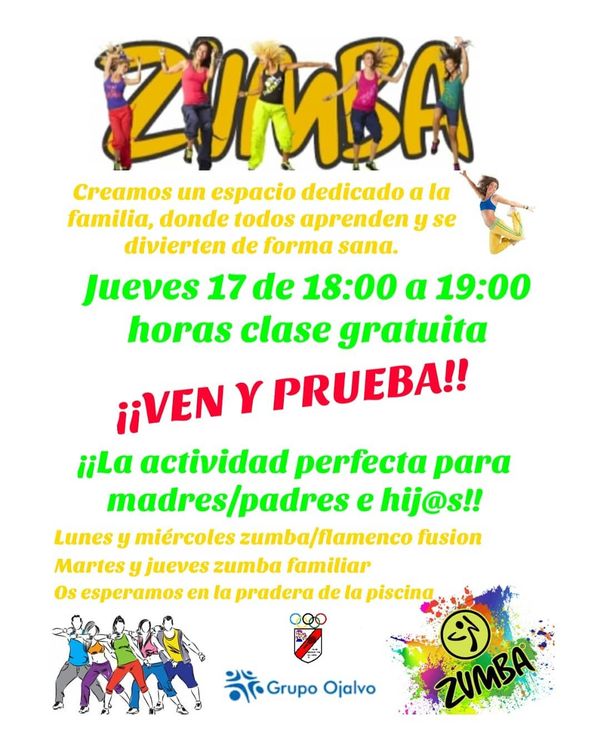 ZUMBA
Creamos un espacio dedicado a la
familia, donde todos aprenden y se
divierten de forma sana.
Jueves 17 de 18:00 a 19:00
horas clase gratuita
¡¡VEN Y PRUEBA!!
¡¡La actividad perfecta para
madres/padres e hij@s!!
Lunes y miércoles zumba/flamenco fusion
Martes y jueves zumba familiar
Os esperamos en la pradera de la piscina
Grupo Ojalvo
ZUMBA